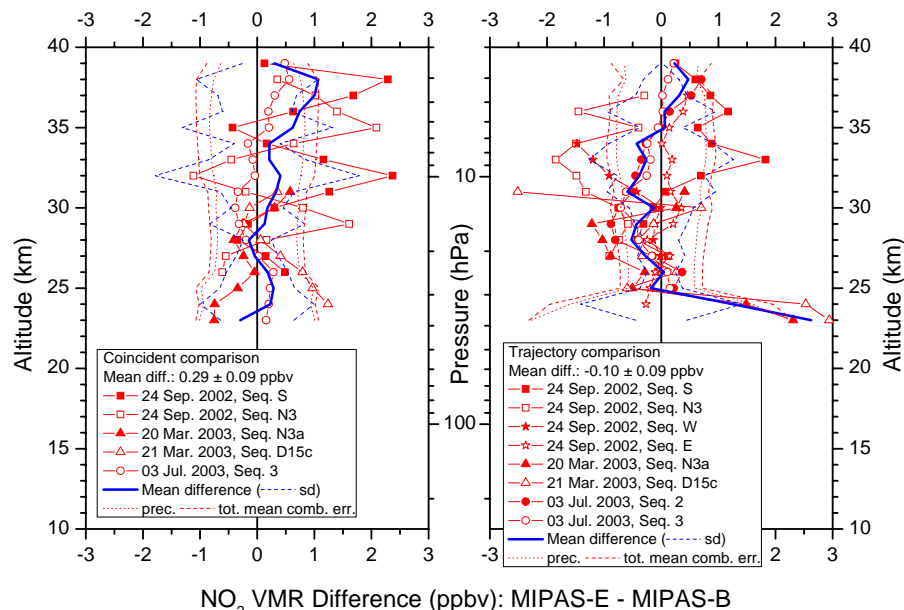 -3 -2 -1 0 1 2 3
-3 -2 -1 0 1 2 3
40
35
30
25
20
15
10
Altitude (km)
Coincident comparison
Mean diff.: 0.29 ± 0.09 ppbv
24 Sep. 2002, Seq. S
24 Sep. 2002, Seq. N3
20 Mar. 2003, Seq. N3a
21 Mar. 2003, Seq. D15c
03 Jul. 2003, Seq. 3
Mean difference ( sd)
prec. tot. mean comb. err.
-3 -2 -1 0 1 2 3
10
100
Pressure (hPa)
Trajectory comparison
Mean diff.: -0.10 ± 0.09 ppbv
24 Sep. 2002, Seq. S
24 Sep. 2002, Seq. N3
24 Sep. 2002, Seq. W
24 Sep. 2002, Seq. E
20 Mar. 2003, Seq. N3a
21 Mar. 2003, Seq. D15c
03 Jul. 2003, Seq. 2
03 Jul. 2003, Seq. 3
Mean difference ( sd)
prec. tot. mean comb. err.
40
35
30
25
20
15
10
Altitude (km)
-3 -2 -1 0 1 2 3
NO₂ VMR Difference (ppbv): MIPAS-E - MIPAS-B